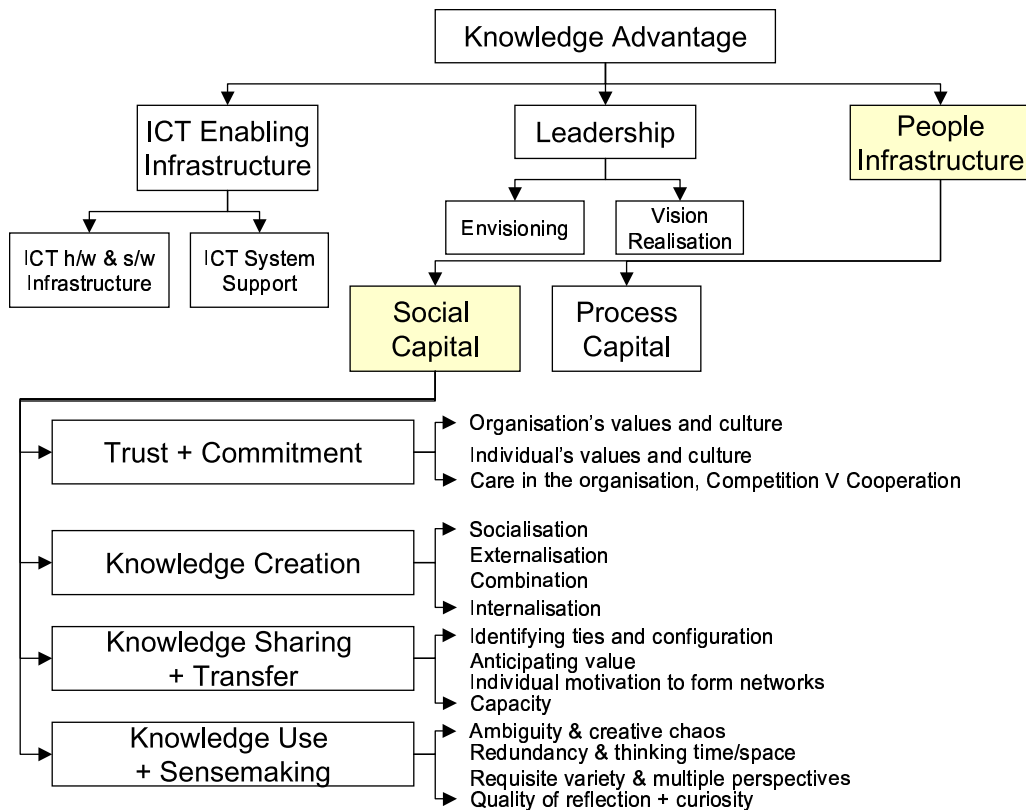 Knowledge Advantage
ICT Enabling
Infrastructure
Leadership
People
Infrastructure
Envisioning
Vision
Realisation
ICT h/w & s/w
Infrastructure
ICT System
Support
Social
Capital
Process
Capital
Trust + Commitment
Organisation's values and culture
Individual's values and culture
Care in the organisation, Competition V Cooperation
Knowledge Creation
Socialisation
Externalisation
Combination
Internalisation
Knowledge Sharing
+ Transfer
Identifying ties and configuration
Anticipating value
Individual motivation to form networks
Capacity
Knowledge Use
+ Sensemaking
Ambiguity & creative chaos
Redundancy & thinking time/space
Requisite variety & multiple perspectives
Quality of reflection + curiosity